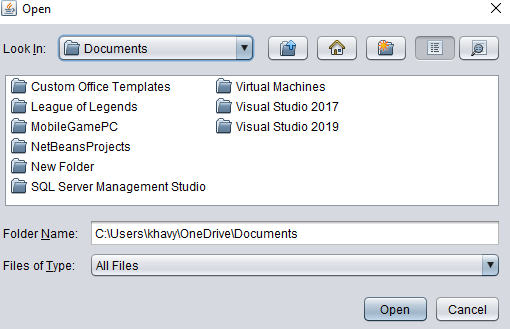 Open
Look In: Documents
Custom Office Templates
League of Legends
MobileGamePC
NetBeansProjects
New Folder
SQL Server Management Studio
Virtual Machines
Visual Studio 2017
Visual Studio 2019
Folder Name: C:\Users\khavy\OneDrive\Documents
Files of Type: All Files
Open Cancel